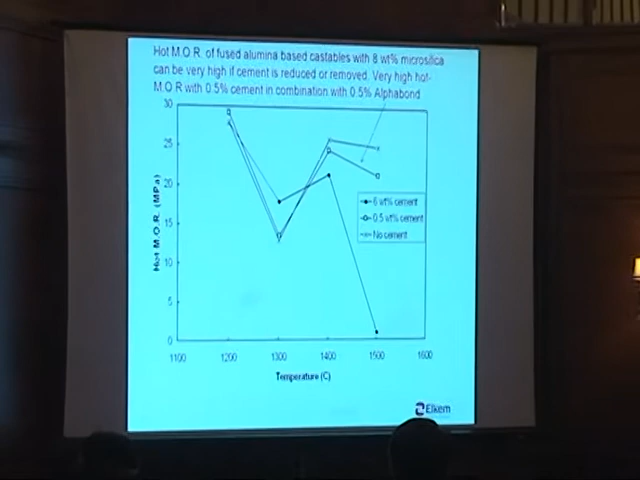 Hot M.O.R. of fused alumina based castables with 8 wt% microsilica
can be very high if cement is reduced or removed. Very high hot-
M.O.R with 0.5% cement in combination with 0.5% Alphabond
30
25
20
15
10
5
0
Hot M.O.R. (MPa)
6 wt% cement
0.5 wt% cement
No cement
1100 1200 1300 1400 1500 1600
Temperature (C)
Elkem